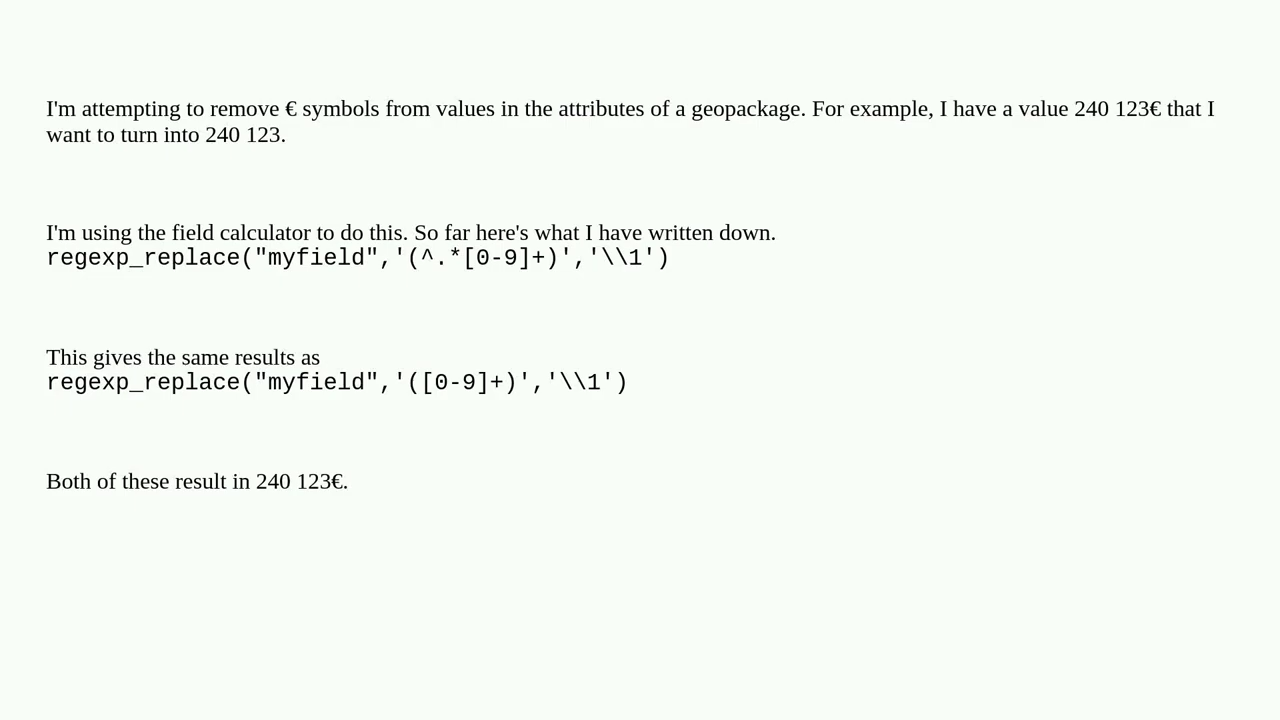 I'm attempting to remove € symbols from values in the attributes of a geopackage. For example, I have a value 240 123€ that I
want to turn into 240 123.
I'm using the field calculator to do this. So far here's what I have written down.
regexp_replace("myfield",'(^.*[0-9]+)','\\1')
This gives the same results as
regexp_replace("myfield",'([0-9]+)','\\1')
Both of these result in 240 123€.